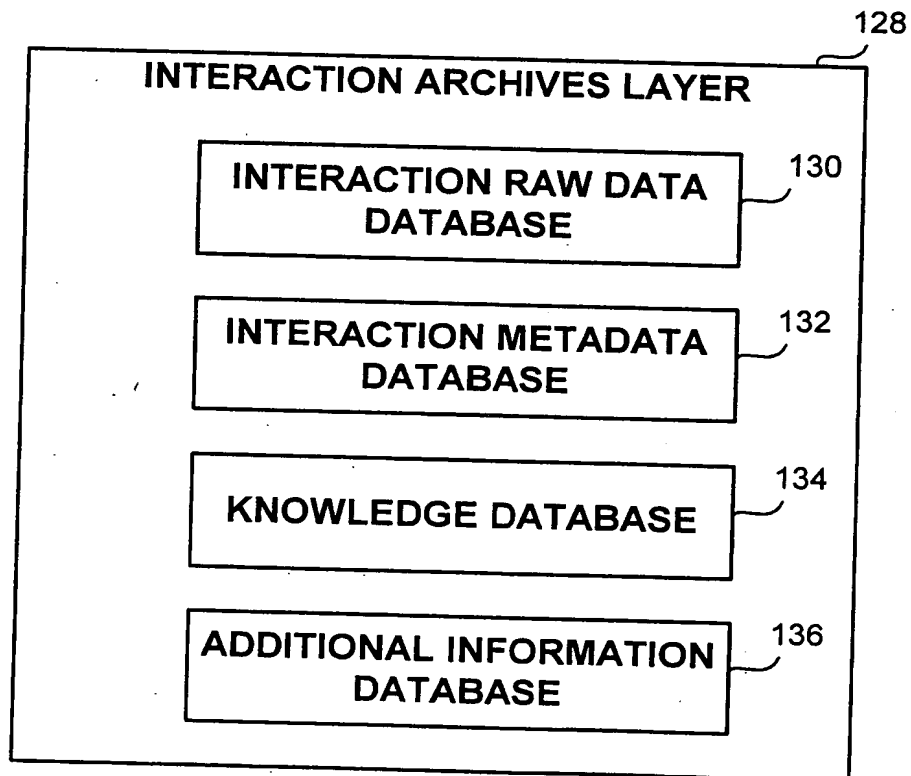 128
INTERACTION ARCHIVES LAYER
INTERACTION RAW DATA
DATABASE
130
INTERACTION METADATA
DATABASE
132
KNOWLEDGE DATABASE
134
ADDITIONAL INFORMATION
DATABASE
136